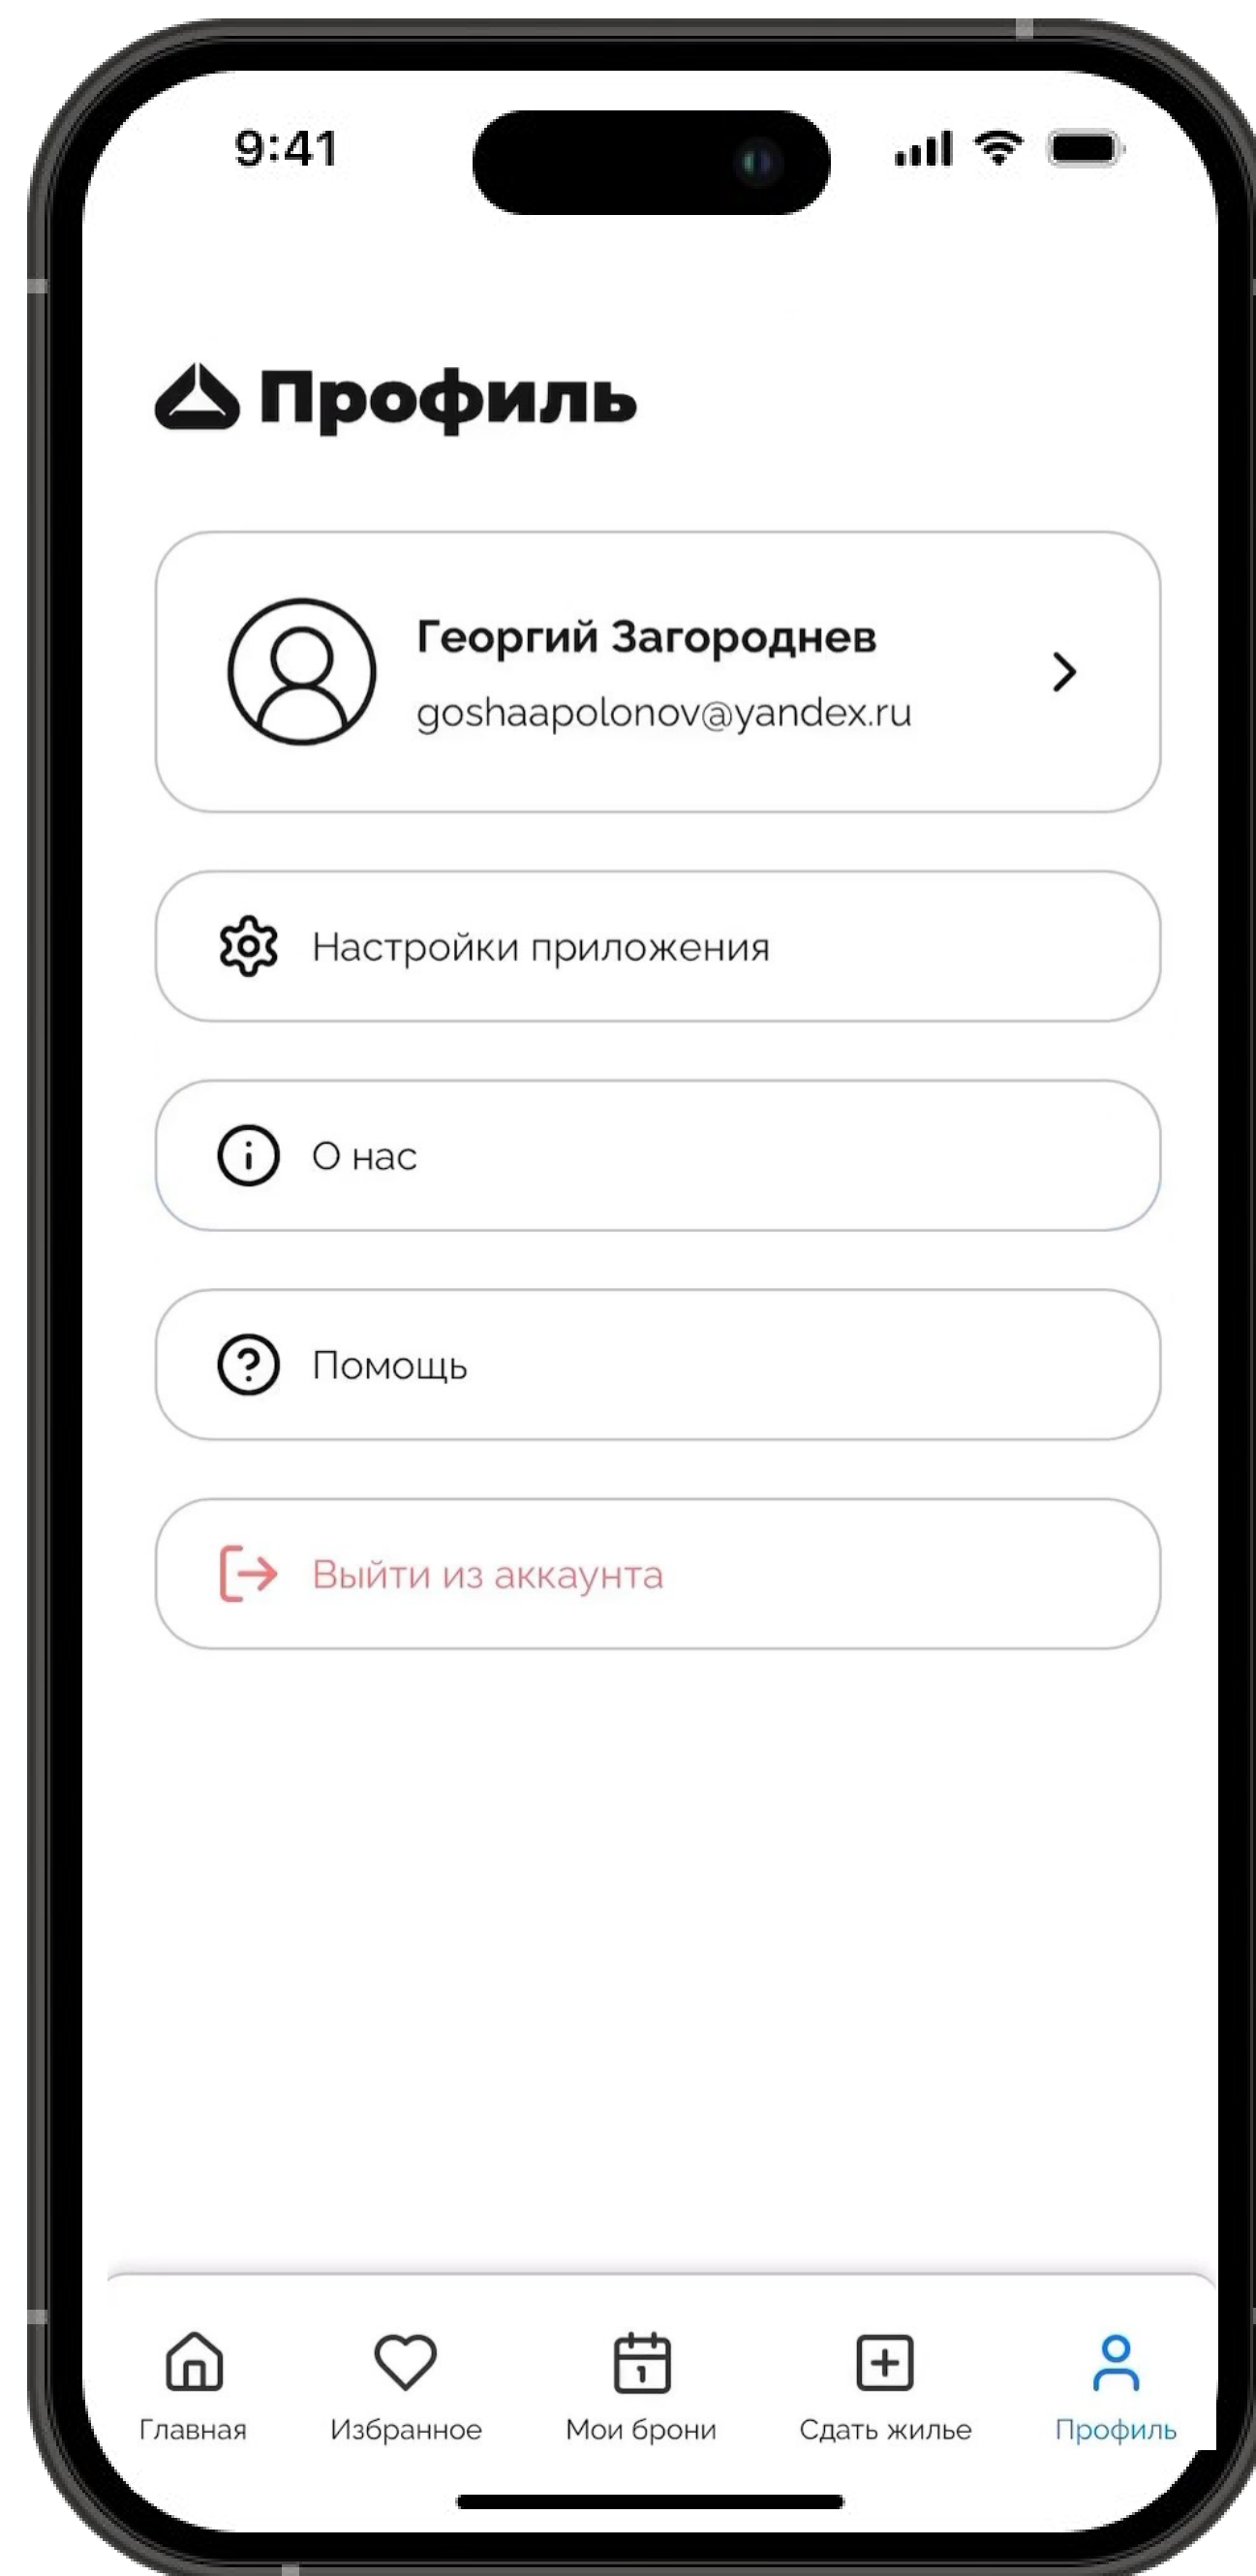 9:41
Профиль
Георгий Загороднев
goshaapolonov@yandex.ru
Настройки приложения
О нас
Помощь
Выйти из аккаунта
1
Главная
Избранное
Мои брони
Сдать жилье
Профиль